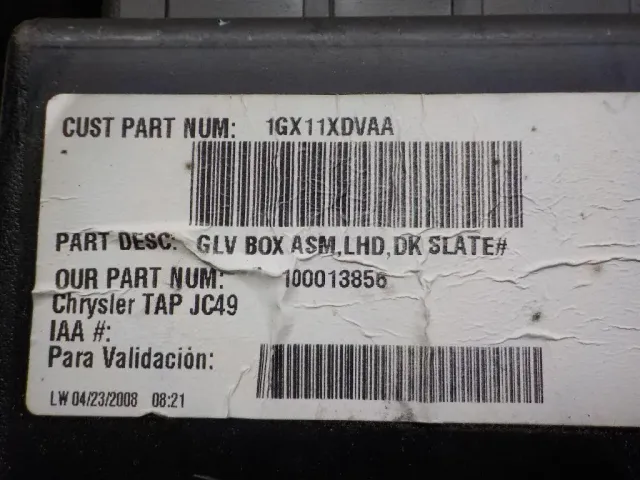 CUST PART NUM: 1GX11XDVAA
PART DESC: GLV BOX ASM,LHD,DK SLATE#
OUR PART NUM: 100013856
Chrysler TAP JC49
IAA #:
Para Validación:
LW 04/23/2008 08:21